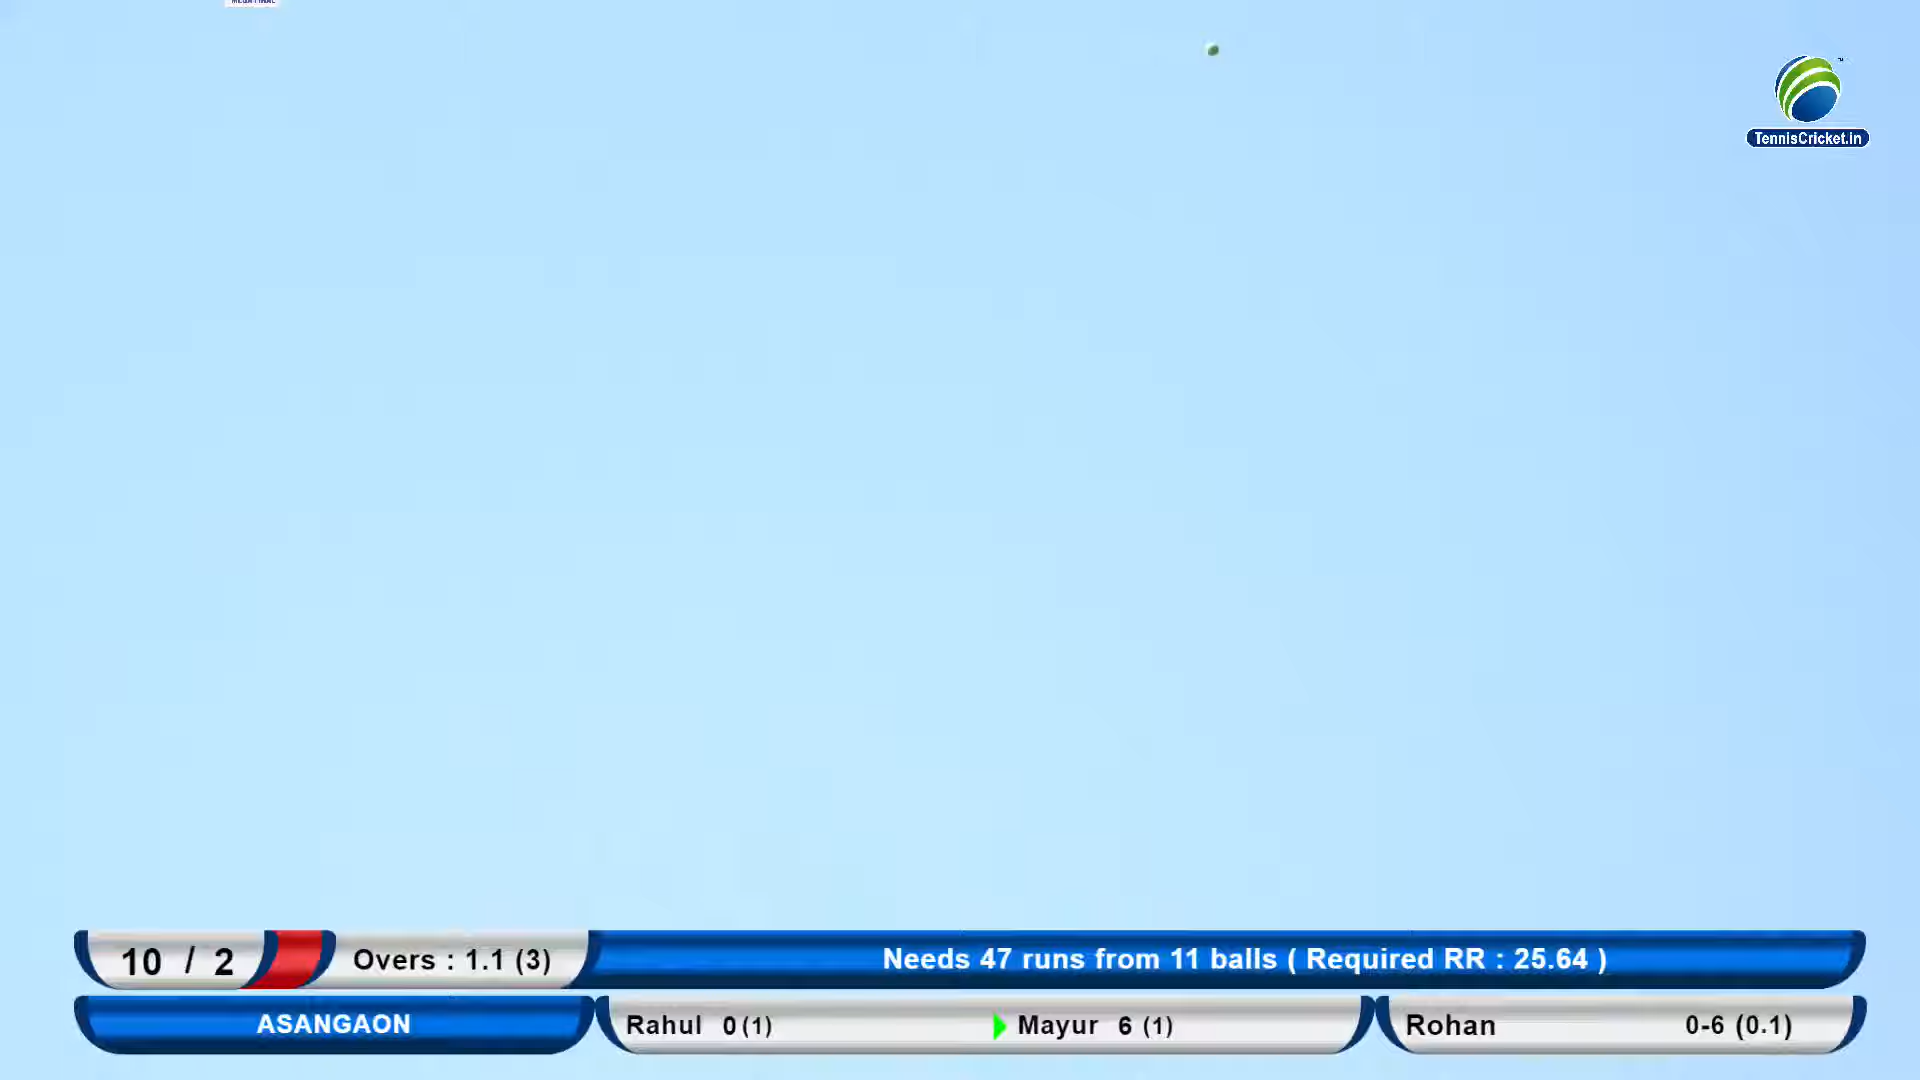 TennisCricket.in
10 / 2
Overs : 1.1 (3)
Needs 47 runs from 11 balls ( Required RR : 25.64 )
ASANGAON
Rahul 0 (1)
Mayur 6 (1)
Rohan 0-6 (0.1)